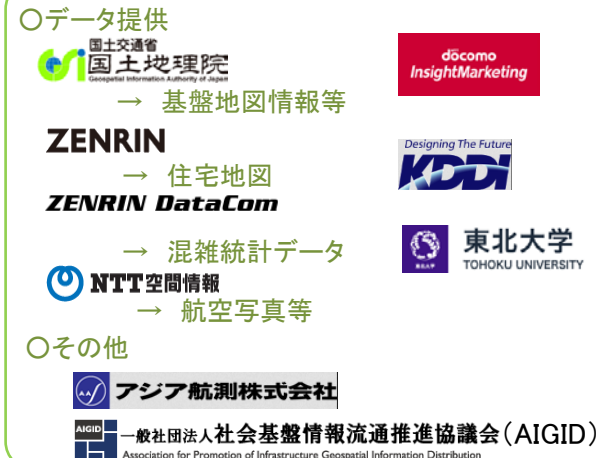 ○データ提供
国土交通省
国土地理院
Geospatial Information Authority of Japan
→ 基盤地図情報等
döcomo
InsightMarketing
ZENRIN
→ 住宅地図
Designing The Future
KDDI
ZENRIN DataCom
→ 混雑統計データ
東北大学
TOHOKU UNIVERSITY
NTT空間情報
→ 航空写真等
○その他
アジア航測株式会社
AIGID
一般社団法人社会基盤情報流通推進協議会(AIGID)
Association for Promotion of Infrastructure Geospatial Information Distribution